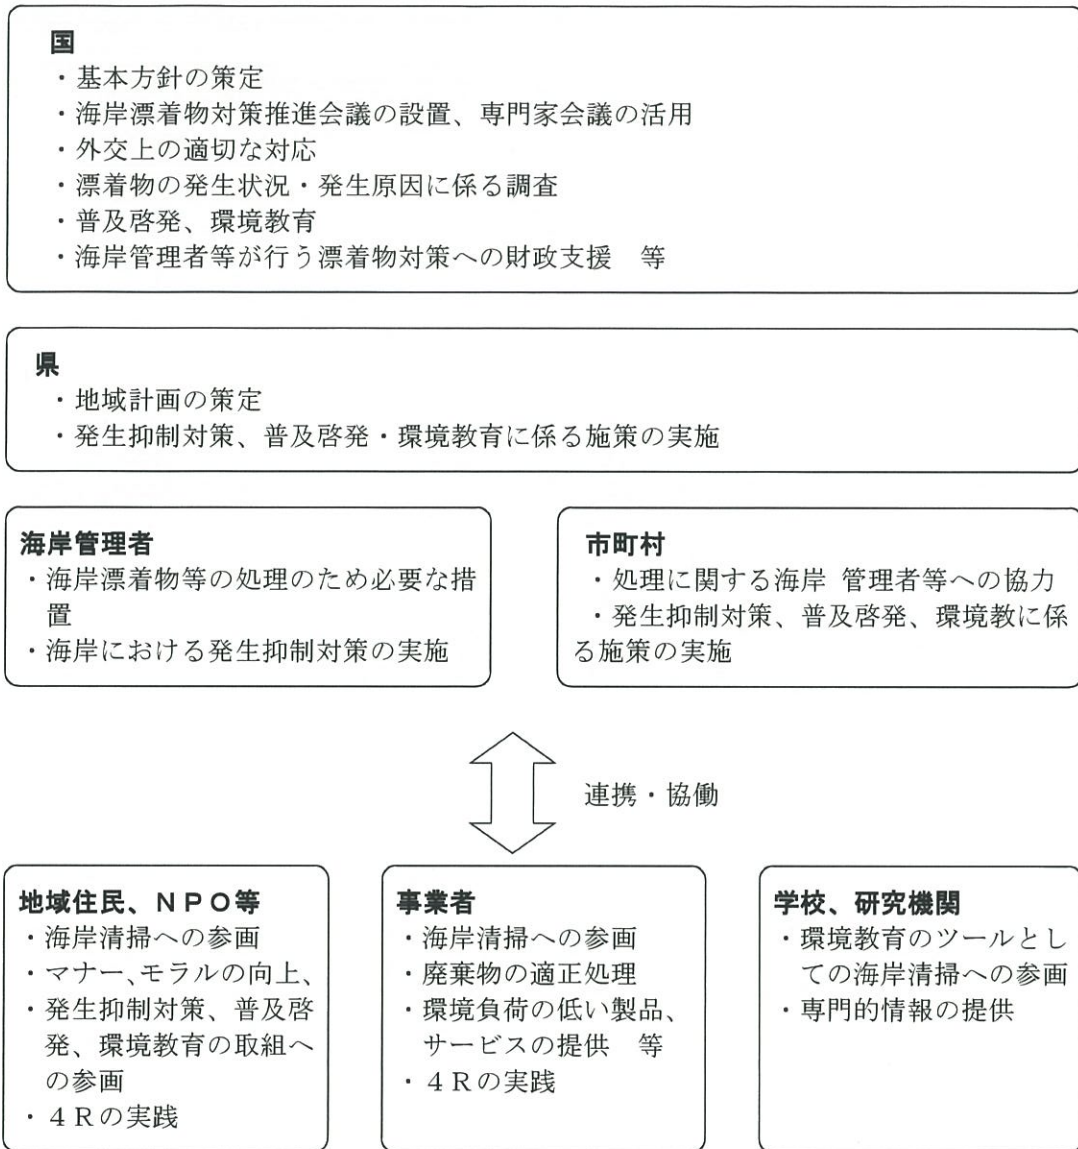 国
・基本方針の策定
・海岸漂着物対策推進会議の設置、専門家会議の活用
・外交上の適切な対応
・漂着物の発生状況・発生原因に係る調査
・普及啓発、環境教育
・海岸管理者等が行う漂着物対策への財政支援　等
県
・地域計画の策定
・発生抑制対策、普及啓発・環境教育に係る施策の実施
海岸管理者
・海岸漂着物等の処理のため必要な措
置
・海岸における発生抑制対策の実施
市町村
・処理に関する海岸 管理者等への協力
・発生抑制対策、普及啓発、環境教に係
る施策の実施
連携・協働
地域住民、ＮＰＯ等
・海岸清掃への参画
・マナー、モラルの向上、
・発生抑制対策、普及啓
発、環境教育の取組へ
の参画
・４Ｒの実践
事業者
・海岸清掃への参画
・廃棄物の適正処理
・環境負荷の低い製品、
サービスの提供　等
・４Ｒの実践
学校、研究機関
・環境教育のツールとし
ての海岸清掃への参画
・専門的情報の提供